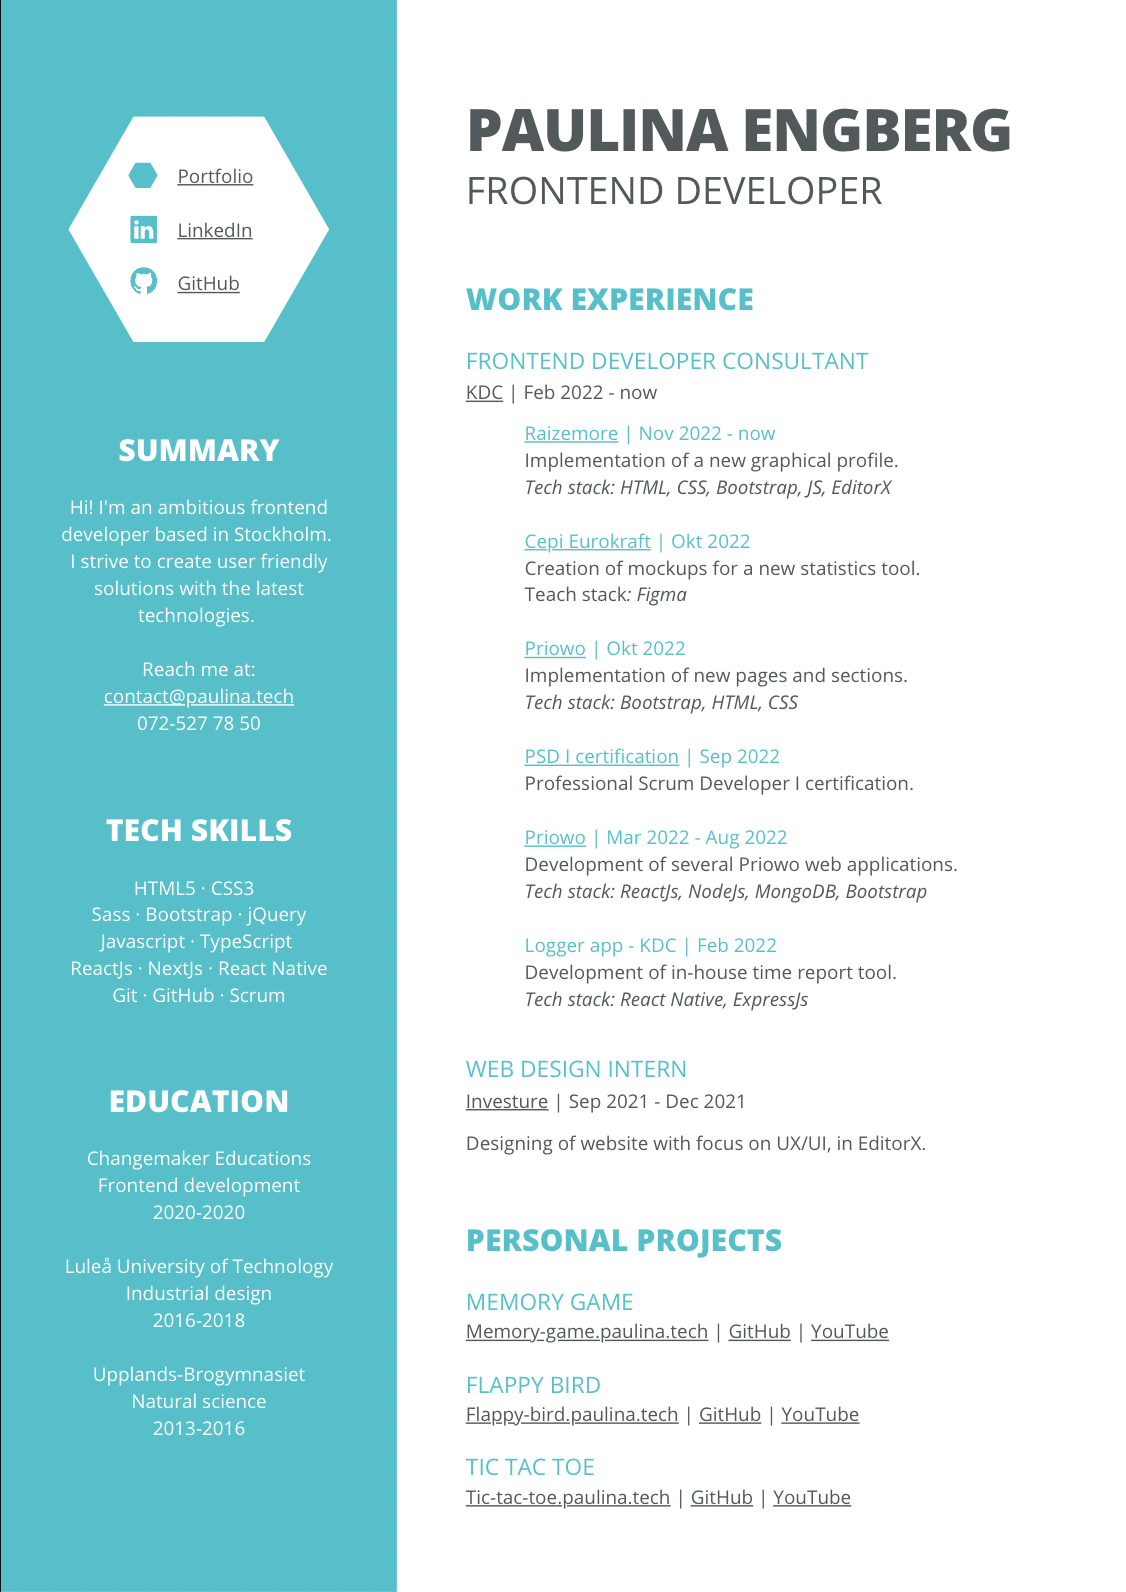 Portfolio
LinkedIn
GitHub
SUMMARY
Hi! I'm an ambitious frontend
developer based in Stockholm.
I strive to create user friendly
solutions with the latest
technologies.
Reach me at:
contact@paulina.tech
072-527 78 50
TECH SKILLS
HTML5 · CSS3
Sass · Bootstrap · jQuery
Javascript · TypeScript
ReactJs · NextJs · React Native
Git · GitHub · Scrum
EDUCATION
Changemaker Educations
Frontend development
2020-2020
Luleå University of Technology
Industrial design
2016-2018
Upplands-Brogymnasiet
Natural science
2013-2016
PAULINA ENGBERG
FRONTEND DEVELOPER
WORK EXPERIENCE
FRONTEND DEVELOPER CONSULTANT
KDC | Feb 2022 - now
Raizemore | Nov 2022 - now
Implementation of a new graphical profile.
Tech stack: HTML, CSS, Bootstrap, JS, EditorX
Cepi Eurokraft | Okt 2022
Creation of mockups for a new statistics tool.
Teach stack: Figma
Priowo | Okt 2022
Implementation of new pages and sections.
Tech stack: Bootstrap, HTML, CSS
PSD I certification | Sep 2022
Professional Scrum Developer I certification.
Priowo | Mar 2022 - Aug 2022
Development of several Priowo web applications.
Tech stack: ReactJs, NodeJs, MongoDB, Bootstrap
Logger app - KDC | Feb 2022
Development of in-house time report tool.
Tech stack: React Native, ExpressJs
WEB DESIGN INTERN
Investure | Sep 2021 - Dec 2021
Designing of website with focus on UX/UI, in EditorX.
PERSONAL PROJECTS
MEMORY GAME
Memory-game.paulina.tech | GitHub | YouTube
FLAPPY BIRD
Flappy-bird.paulina.tech | GitHub | YouTube
TIC TAC TOE
Tic-tac-toe.paulina.tech | GitHub | YouTube